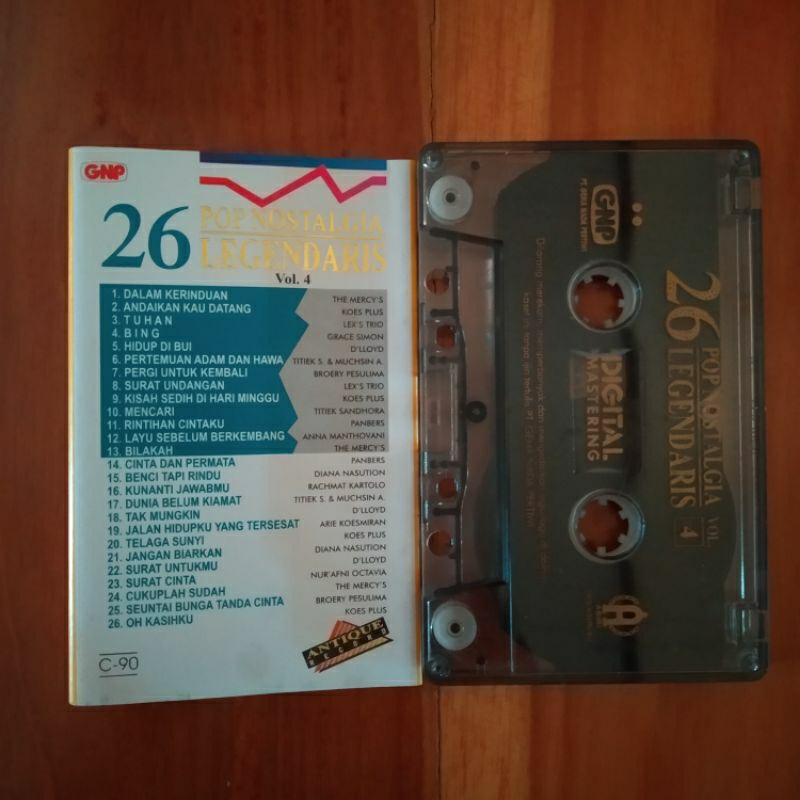 GNP
26 POP NOSTALGIA
LEGENDARIS
Vol. 4
1. DALAM KERINDUAN THE MERCY'S
2. ANDAIKAN KAU DATANG KOES PLUS
3. T U H A N LEX'S TRIO
4. B I N G GRACE SIMON
5. HIDUP DI BUI D'LLOYD
6. PERTEMUAN ADAM DAN HAWA TITIEK S. & MUCHSIN A.
7. PERGI UNTUK KEMBALI BROERY PESULIMA
8. SURAT UNDANGAN LEX'S TRIO
9. KISAH SEDIH DI HARI MINGGU KOES PLUS
10. MENCARI TITIEK SANDHORA
11. RINTIHAN CINTAKU PANBERS
12. LAYU SEBELUM BERKEMBANG ANNA MANTHOVANI
13. BILAKAH THE MERCY'S
14. CINTA DAN PERMATA PANBERS
15. BENCI TAPI RINDU DIANA NASUTION
16. KUNANTI JAWABMU RACHMAT KARTOLO
17. DUNIA BELUM KIAMAT TITIEK S. & MUCHSIN A.
18. TAK MUNGKIN D'LLOYD
19. JALAN HIDUPKU YANG TERSESAT ARIE KOESMIRAN
20. TELAGA SUNYI KOES PLUS
21. JANGAN BIARKAN DIANA NASUTION
22. SURAT UNTUKMU D'LLOYD
23. SURAT CINTA NUR'AFNI OCTAVIA
24. CUKUPLAH SUDAH THE MERCY'S
25. SEUNTAI BUNGA TANDA CINTA BROERY PESULIMA
26. OH KASIHKU KOES PLUS
ANTIQUE
RECORD
C-90
26 POP NOSTALGIA VOL.
LEGENDARIS 4
GNP
DIGITAL
MASTERING
Dilarang merekam, memperbanyak dan
A